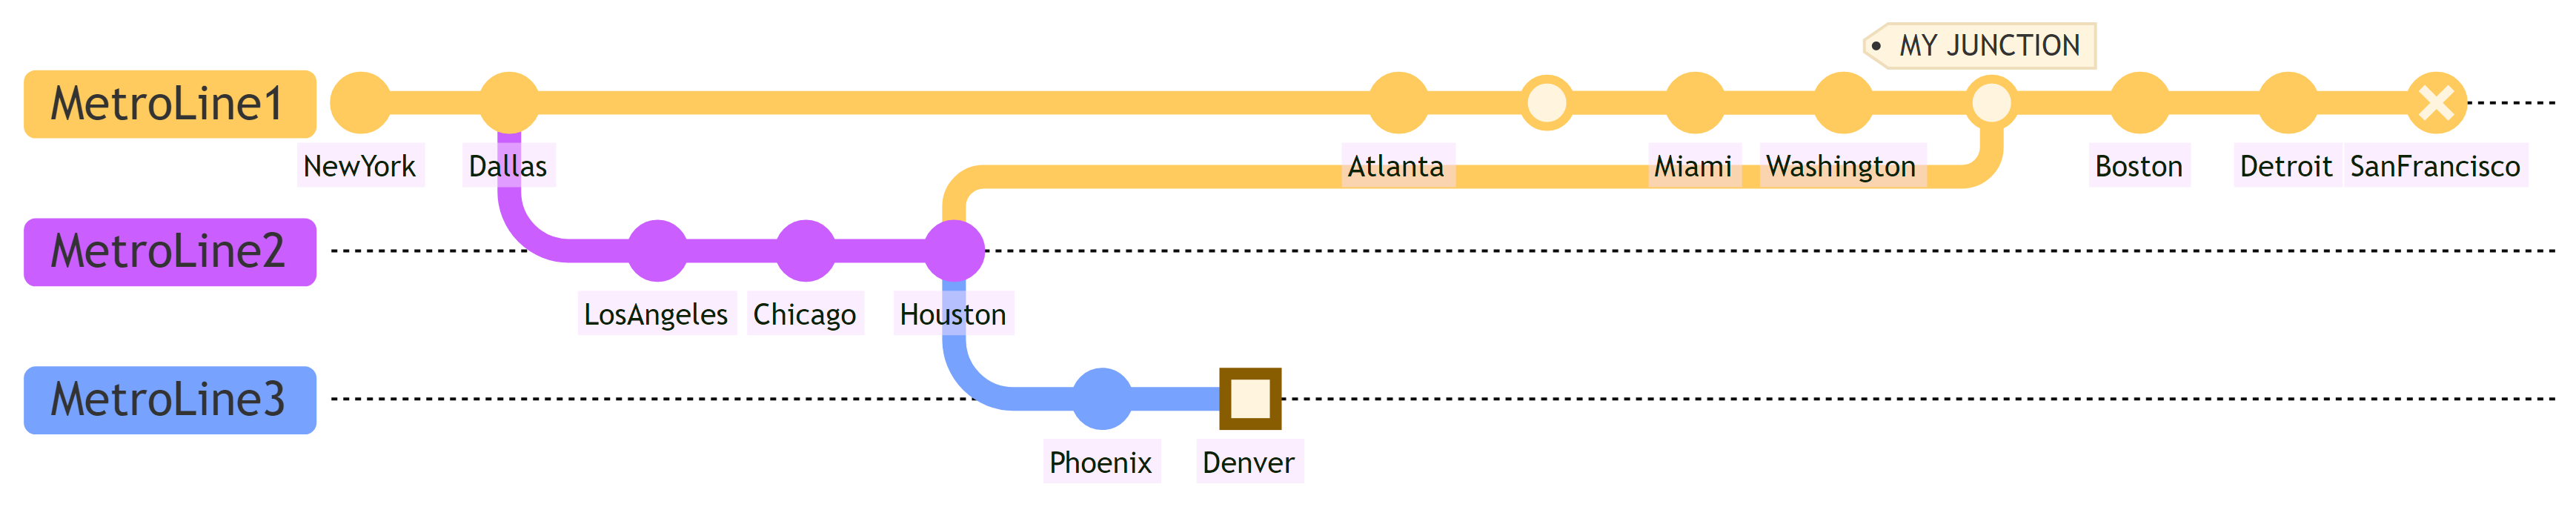 MY JUNCTION
MetroLine1
NewYork Dallas Atlanta Miami Washington Boston Detroit SanFrancisco
MetroLine2
LosAngeles Chicago Houston
MetroLine3
Phoenix Denver